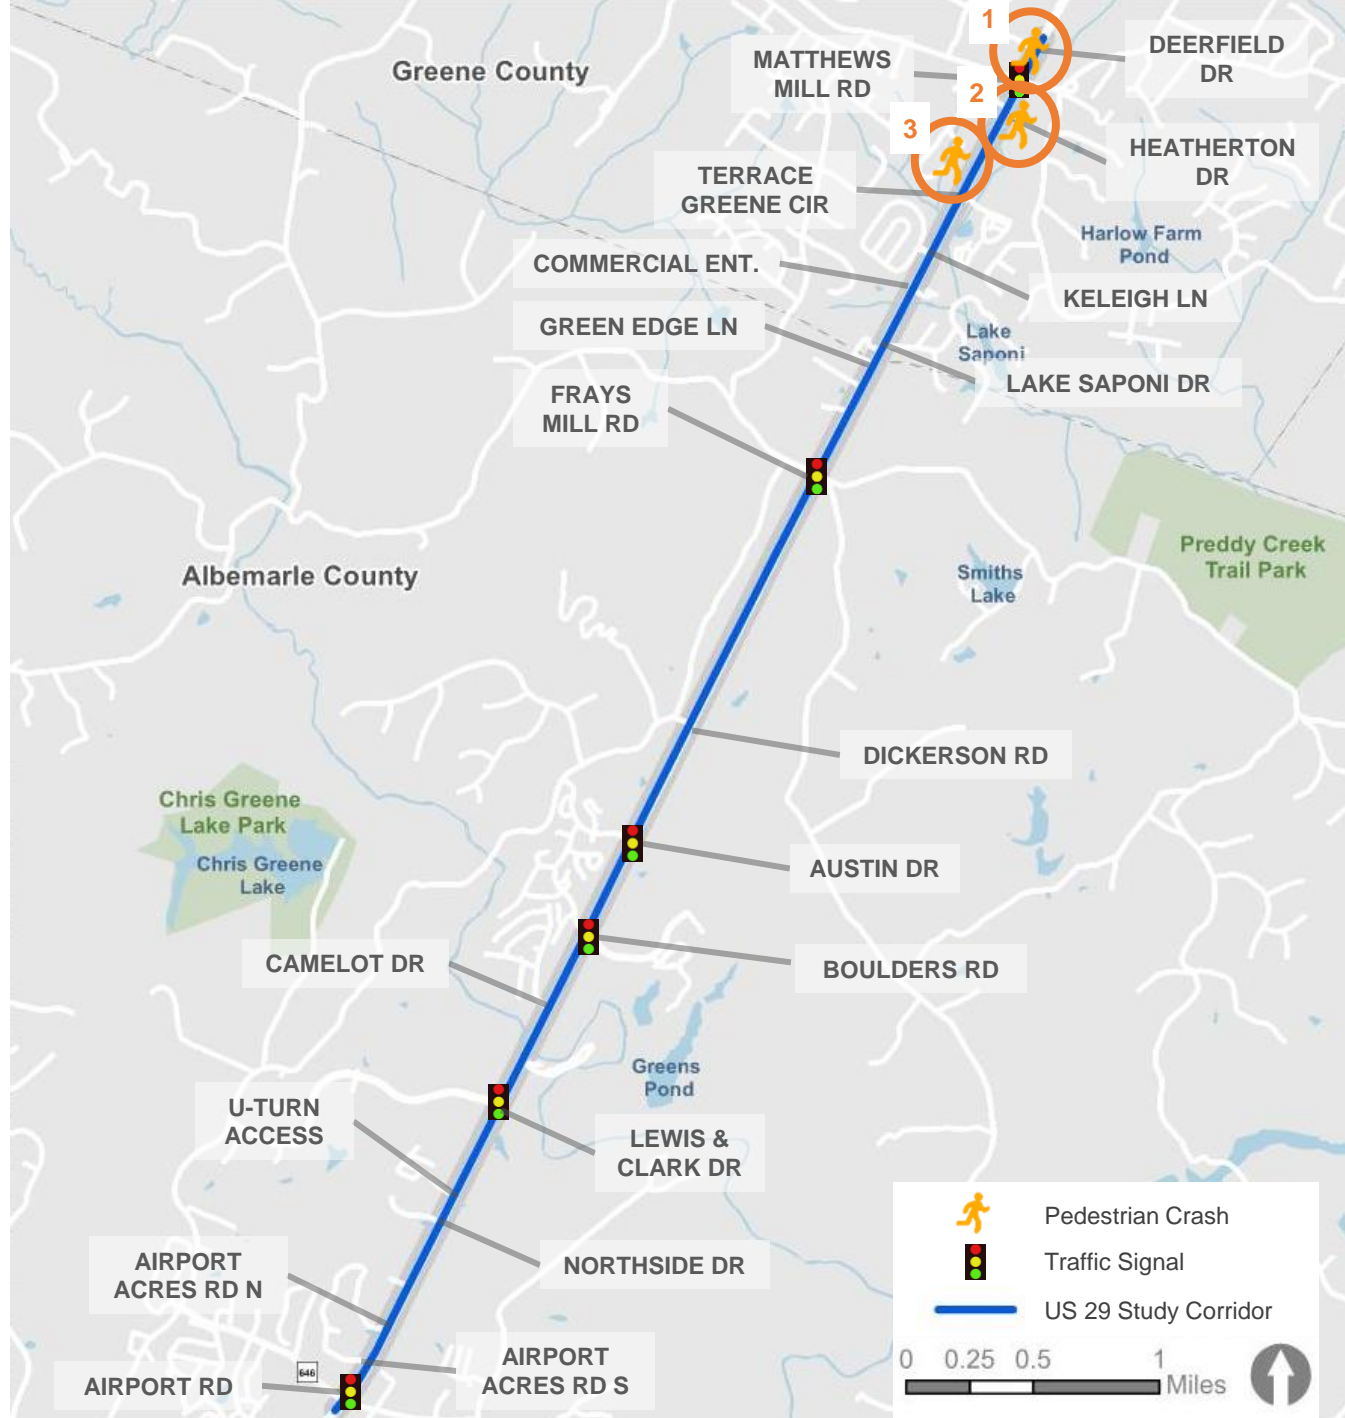 1
DEERFIELD
DR
MATTHEWS
MILL RD
Greene County
2
3
HEATHERTON
DR
TERRACE
GREENE CIR
Harlow Farm
Pond
COMMERCIAL ENT.
KELEIGH LN
GREEN EDGE LN
Lake
Saponi
LAKE SAPONI DR
FRAYS
MILL RD
Preddy Creek
Trail Park
Albemarle County
Smiths
Lake
DICKERSON RD
Chris Greene
Lake Park
Chris Greene
Lake
AUSTIN DR
CAMELOT DR
BOULDERS RD
Greens
Pond
U-TURN
ACCESS
LEWIS &
CLARK DR
NORTHSIDE DR
AIRPORT
ACRES RD N
AIRPORT
ACRES RD S
646
AIRPORT RD
Pedestrian Crash
Traffic Signal
US 29 Study Corridor
0 0.25 0.5 1
Miles